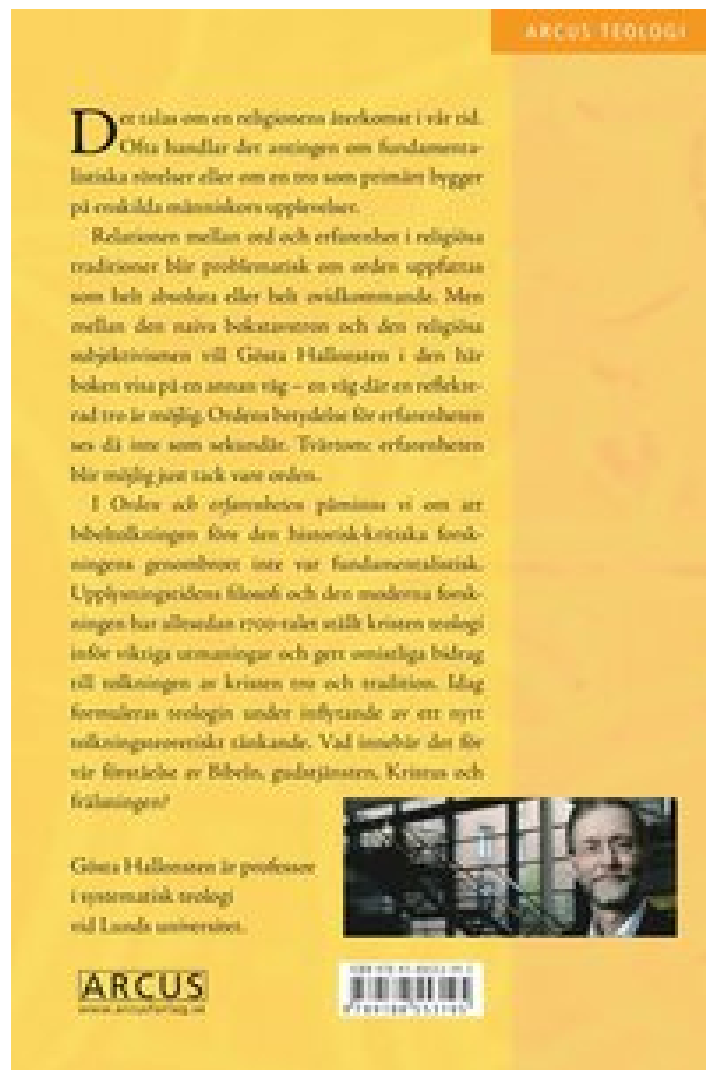 ARCUS TEOLOGI
Det talas om en religionens återkomst i vår tid.
Ofta handlar det antingen om fundamenta-
listiska rörelser eller om en tro som primärt bygger
på enskilda människors upplevelser.
Relationen mellan ord och erfarenhet i religiösa
traditioner blir problematisk om orden uppfattas
som helt absoluta eller helt ovidkommande. Men
mellan den naiva bokstavstron och den religiösa
subjektivismen vill Gösta Hallonsten i den här
boken visa på en annan väg – en väg där en reflekte-
rad tro är möjlig. Ordens betydelse för erfarenheten
ses då inte som sekundär. Tvärtom: erfarenheten
blir möjlig just tack vare orden.
I Orden och erfarenheten påminns vi om att
bibeltolkningen före den historisk-kritiska forsk-
ningens genombrott inte var fundamentalistisk.
Upplysningstidens filosofi och den moderna forsk-
ningen har alltsedan 1700-talet ställt kristen teologi
inför viktiga utmaningar och gett omistliga bidrag
till tolkningen av kristen tro och tradition. Idag
formuleras teologin under inflytande av ett nytt
tolkningsteoretiskt tänkande. Vad innebär det för
vår förståelse av Bibeln, gudstjänsten, Kristus och
frälsningen?
Gösta Hallonsten är professor
i systematisk teologi
vid Lunds universitet.
ARCUS
www.arcusforlag.se